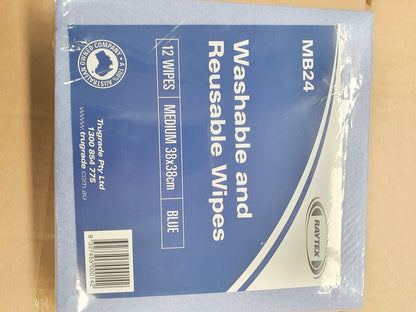 MB24
Washable and
Reusable Wipes
12 WIPES MEDIUM 38x38cm BLUE
RAYTEX
A 100% AUSTRALIAN OWNED COMPANY
Trugrade Pty Ltd
1300 854 775
www.trugrade.com.au